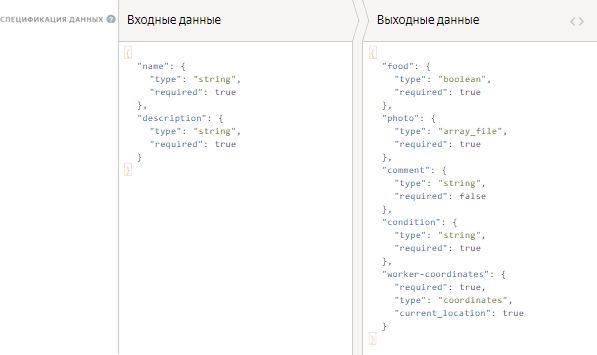 СПЕЦИФИКАЦИЯ ДАННЫХ ?
Входные данные
{
"name": {
"type": "string",
"required": true
},
"description": {
"type": "string",
"required": true
}
}
Выходные данные <>
{
"food": {
"type": "boolean",
"required": true
},
"photo": {
"type": "array_file",
"required": true
},
"comment": {
"type": "string",
"required": false
},
"condition": {
"type": "string",
"required": true
},
"worker-coordinates": {
"required": true,
"type": "coordinates",
"current_location": true
}
}